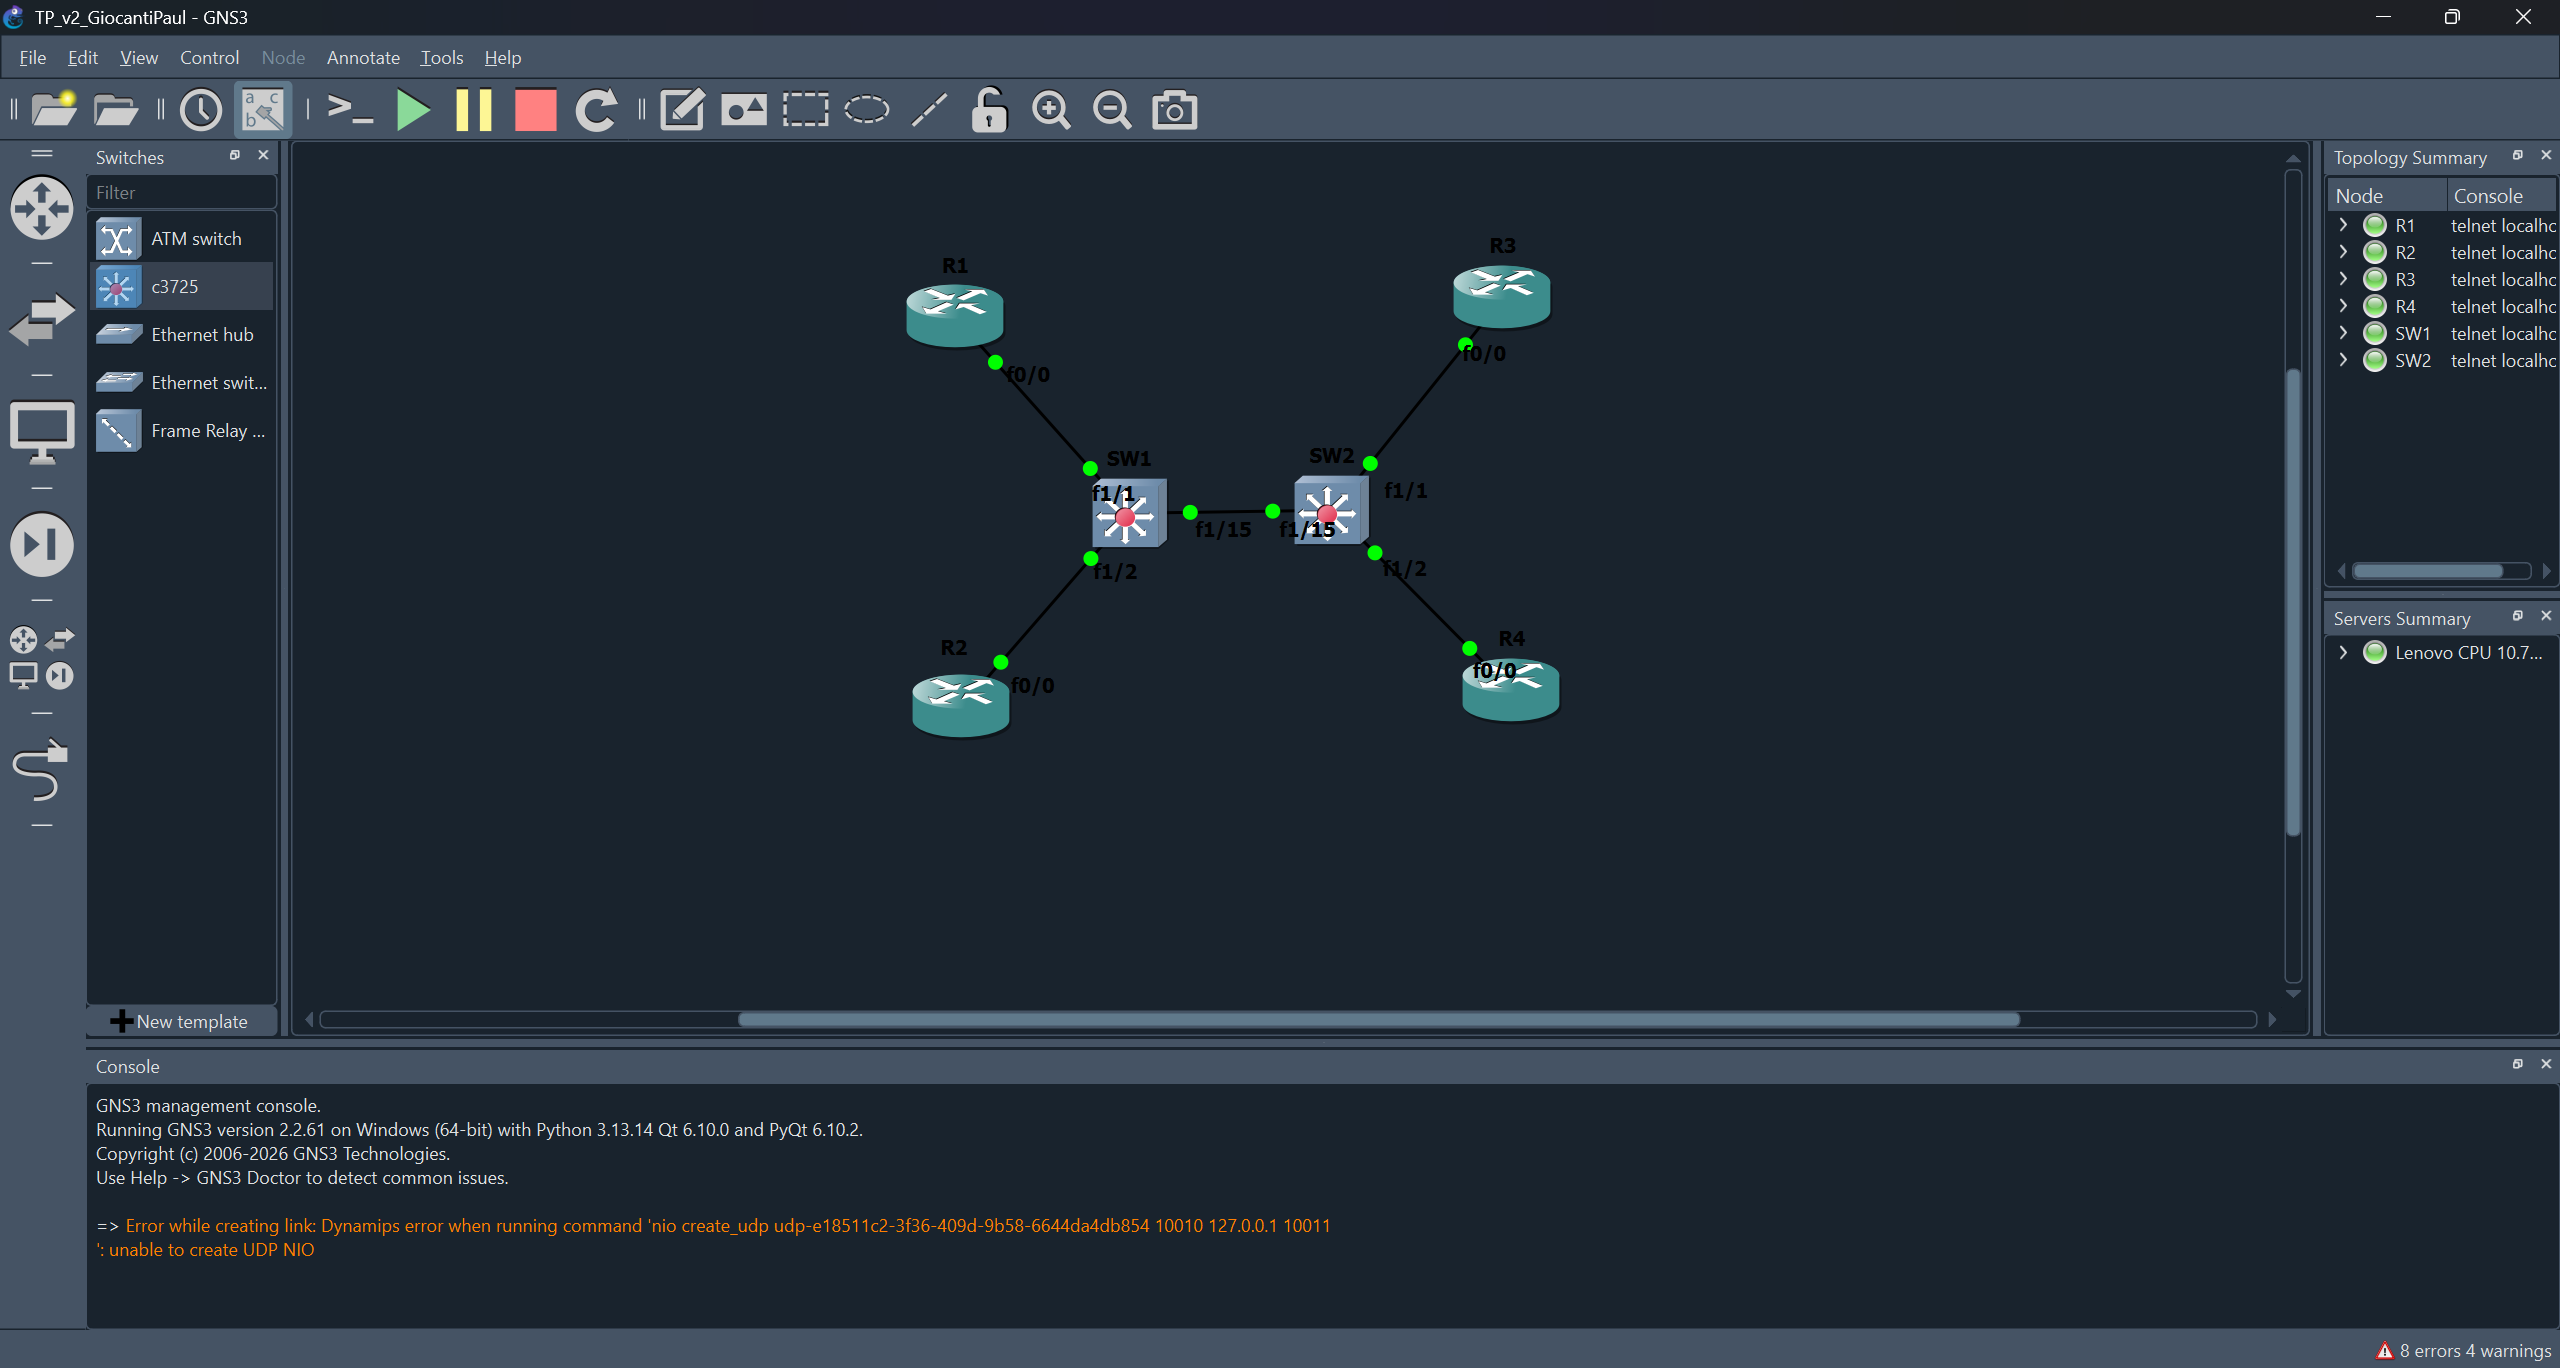 TP_v2_GiocantiPaul - GNS3
File Edit View Control Node Annotate Tools Help
Switches
Filter
ATM switch
c3725
Ethernet hub
Ethernet swit...
Frame Relay ...
New template
R1
f0/0
R3
f0/0
SW1
f1/1
f1/15
f1/2
SW2
f1/1
f1/15
f1/2
R2
f0/0
R4
f0/0
Topology Summary
Node Console
R1 telnet localhc
R2 telnet localhc
R3 telnet localhc
R4 telnet localhc
SW1 telnet localhc
SW2 telnet localhc
Servers Summary
Lenovo CPU 10.7...
Console
GNS3 management console.
Running GNS3 version 2.2.61 on Windows (64-bit) with Python 3.13.14 Qt 6.10.0 and PyQt 6.10.2.
Copyright (c) 2006-2026 GNS3 Technologies.
Use Help -> GNS3 Doctor to detect common issues.
=> Error while creating link: Dynamips error when running command 'nio create_udp udp-e18511c2-3f36-409d-9b58-6644da4db854 10010 127.0.0.1 10011
': unable to create UDP NIO
8 errors 4 warnings